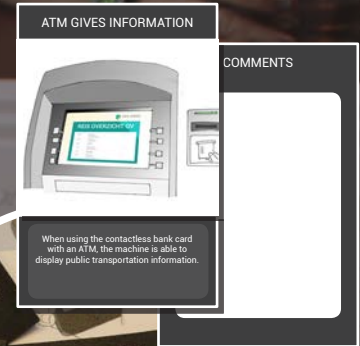 ATM GIVES INFORMATION
COMMENTS
REIS OVERZICHT OV
When using the contactless bank card
with an ATM, the machine is able to
display public transportation information.